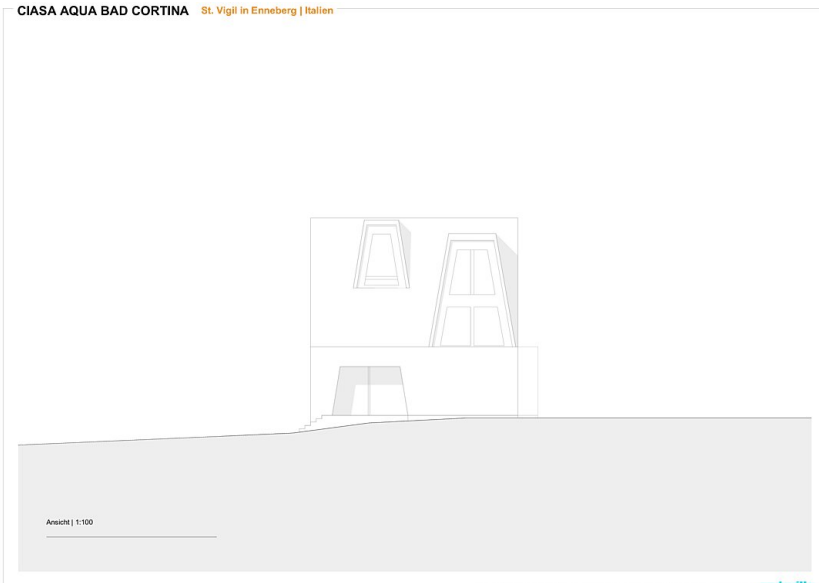 CIASA AQUA BAD CORTINA St. Vigil in Enneberg | Italien
Ansicht | 1:100